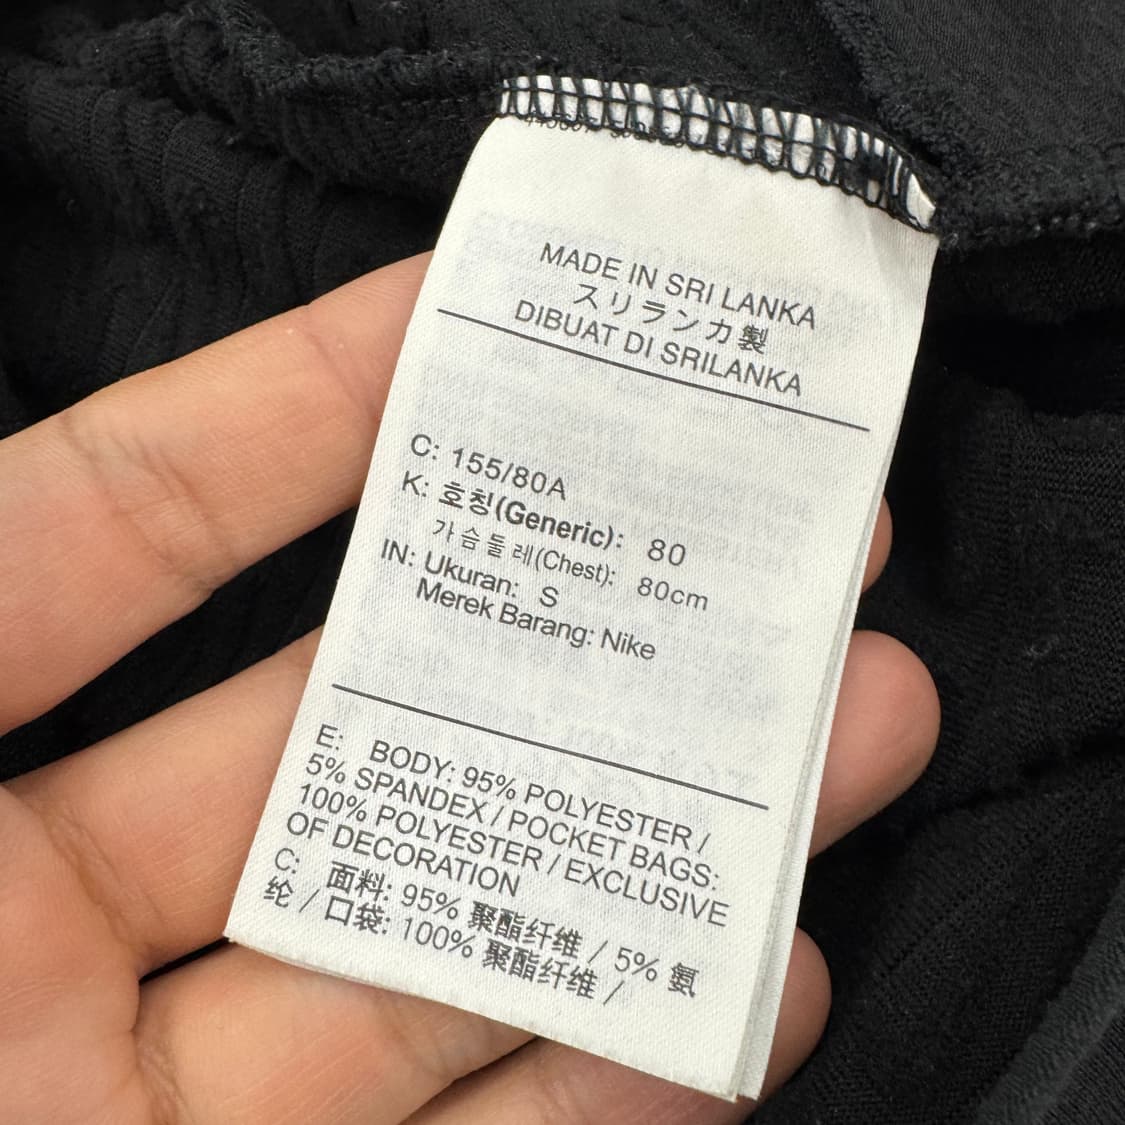 MADE IN SRI LANKA
スリランカ製
DIBUAT DI SRILANKA
C: 155/80A
K: 호칭(Generic): 80
가슴둘레(Chest): 80cm
IN: Ukuran: S
Merek Barang: Nike
E: BODY: 95% POLYESTER /
5% SPANDEX / POCKET BAGS:
100% POLYESTER / EXCLUSIVE
OF DECORATION
C: 面料: 95% 聚酯纤维 / 5% 氨
纶 / 口袋: 100% 聚酯纤维 /